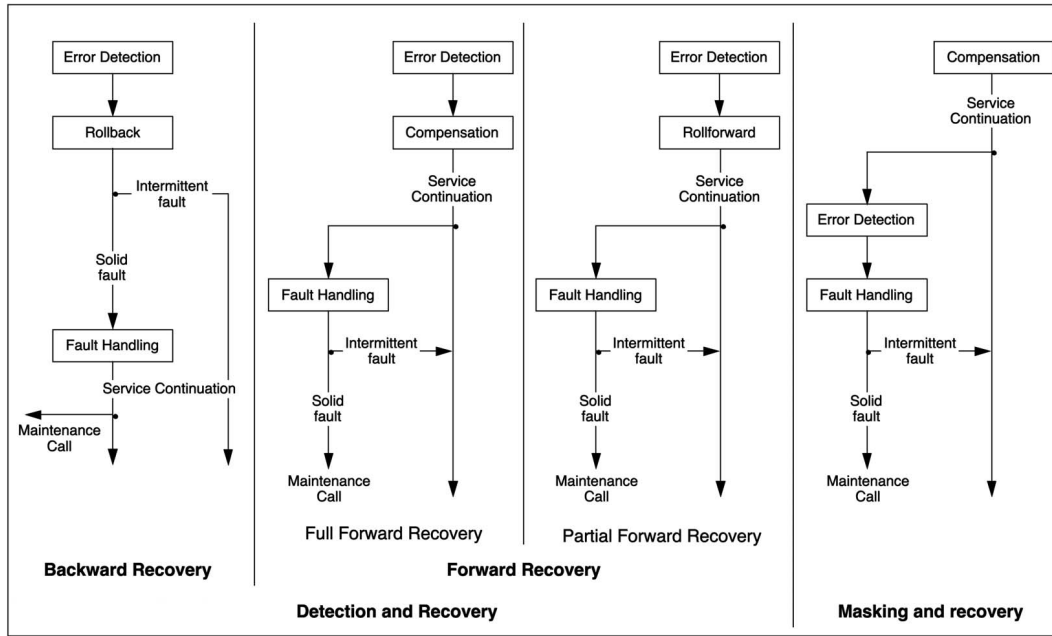 Error Detection
Rollback
Intermittent
fault
Solid
fault
Fault Handling
Service Continuation
Maintenance
Call
Backward Recovery
Error Detection
Compensation
Service
Continuation
Fault Handling
Intermittent
fault
Solid
fault
Maintenance
Call
Full Forward Recovery
Error Detection
Rollforward
Service
Continuation
Fault Handling
Intermittent
fault
Solid
fault
Maintenance
Call
Partial Forward Recovery
Forward Recovery
Detection and Recovery
Compensation
Service
Continuation
Error Detection
Fault Handling
Intermittent
fault
Solid
fault
Maintenance
Call
Masking and recovery